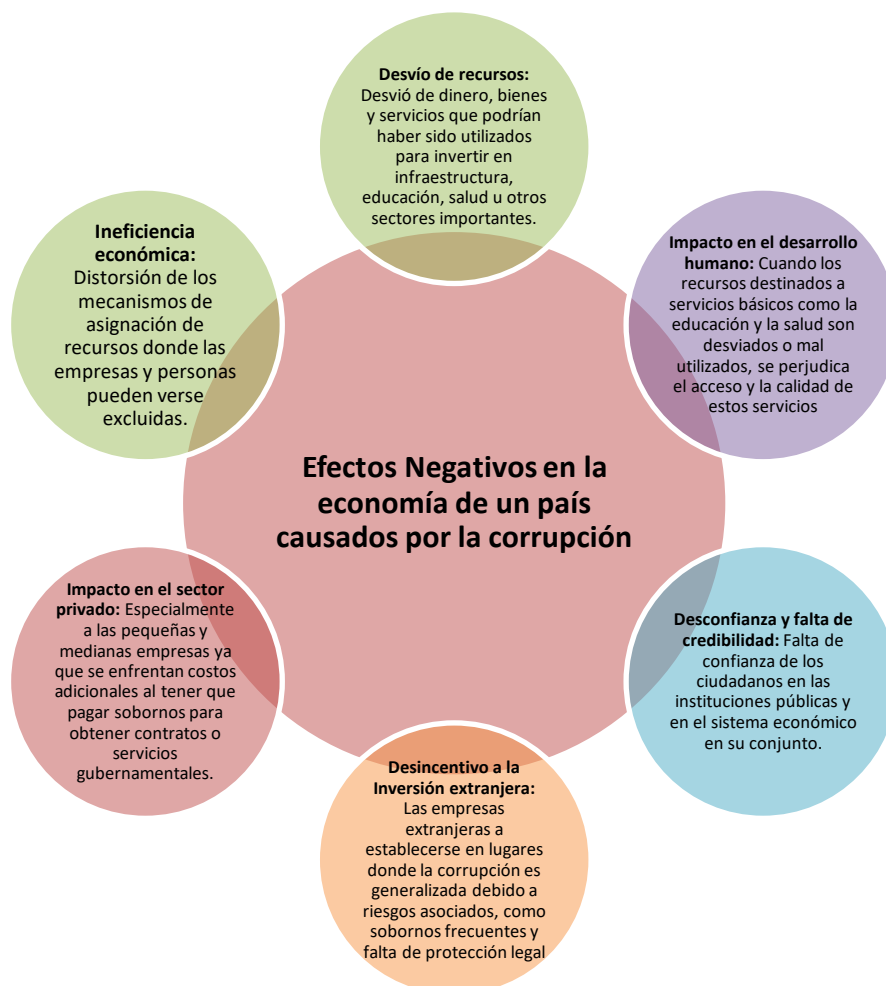 Desvío de recursos:
Desvió de dinero, bienes
y servicios que podrían
haber sido utilizados
para invertir en
infraestructura,
educación, salud u otros
sectores importantes.
Impacto en el desarrollo
humano: Cuando los
recursos destinados a
servicios básicos como la
educación y la salud son
desviados o mal
utilizados, se perjudica
el acceso y la calidad de
estos servicios
Desconfianza y falta de
credibilidad: Falta de
confianza de los
ciudadanos en las
instituciones públicas y
en el sistema económico
en su conjunto.
Desincentivo a la
Inversión extranjera:
Las empresas
extranjeras a
establecerse en lugares
donde la corrupción es
generalizada debido a
riesgos asociados, como
sobornos frecuentes y
falta de protección legal
Impacto en el sector
privado: Especialmente
a las pequeñas y
medianas empresas ya
que se enfrentan costos
adicionales al tener que
pagar sobornos para
obtener contratos o
servicios
gubernamentales.
Ineficiencia
económica:
Distorsión de los
mecanismos de
asignación de
recursos donde las
empresas y personas
pueden verse
excluidas.
Efectos Negativos en la
economía de un país
causados por la corrupción